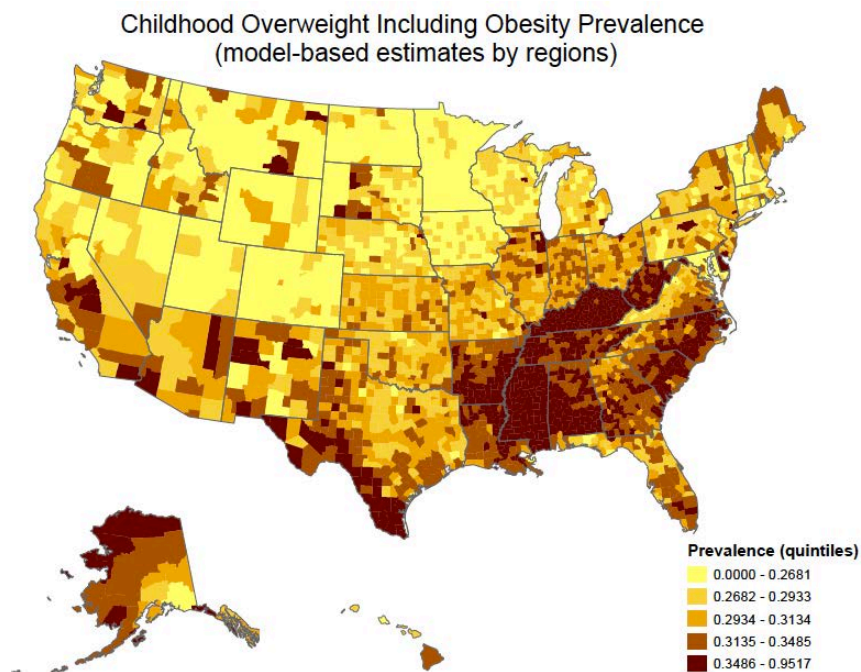 Childhood Overweight Including Obesity Prevalence
(model-based estimates by regions)
Prevalence (quintiles)
0.0000 - 0.2681
0.2682 - 0.2933
0.2934 - 0.3134
0.3135 - 0.3485
0.3486 - 0.9517